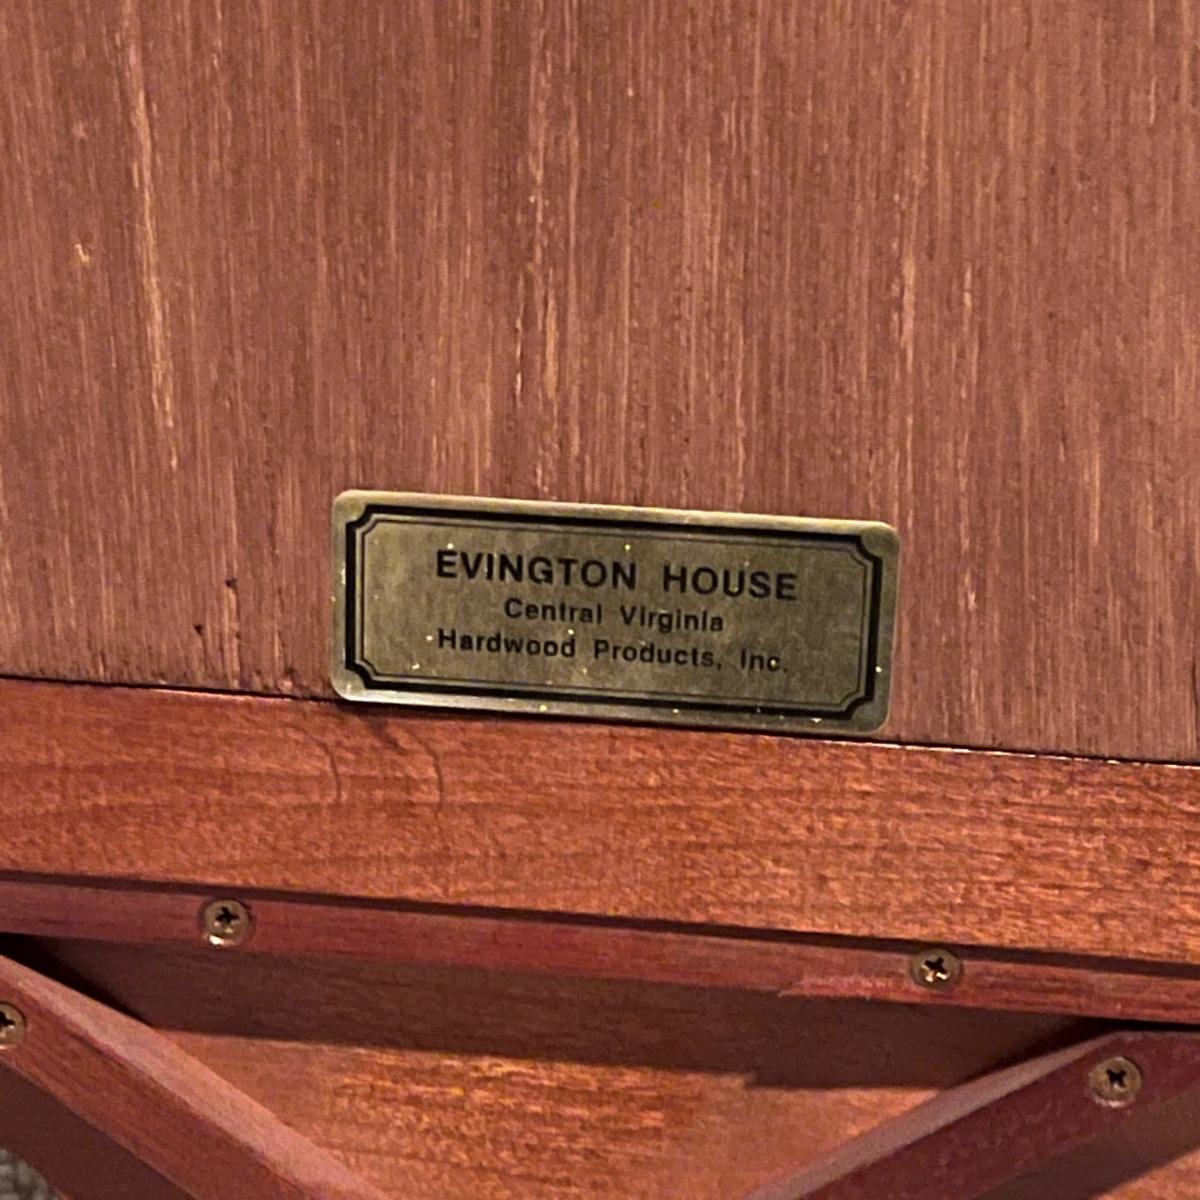 EVINGTON HOUSE
Central Virginia
Hardwood Products, Inc.